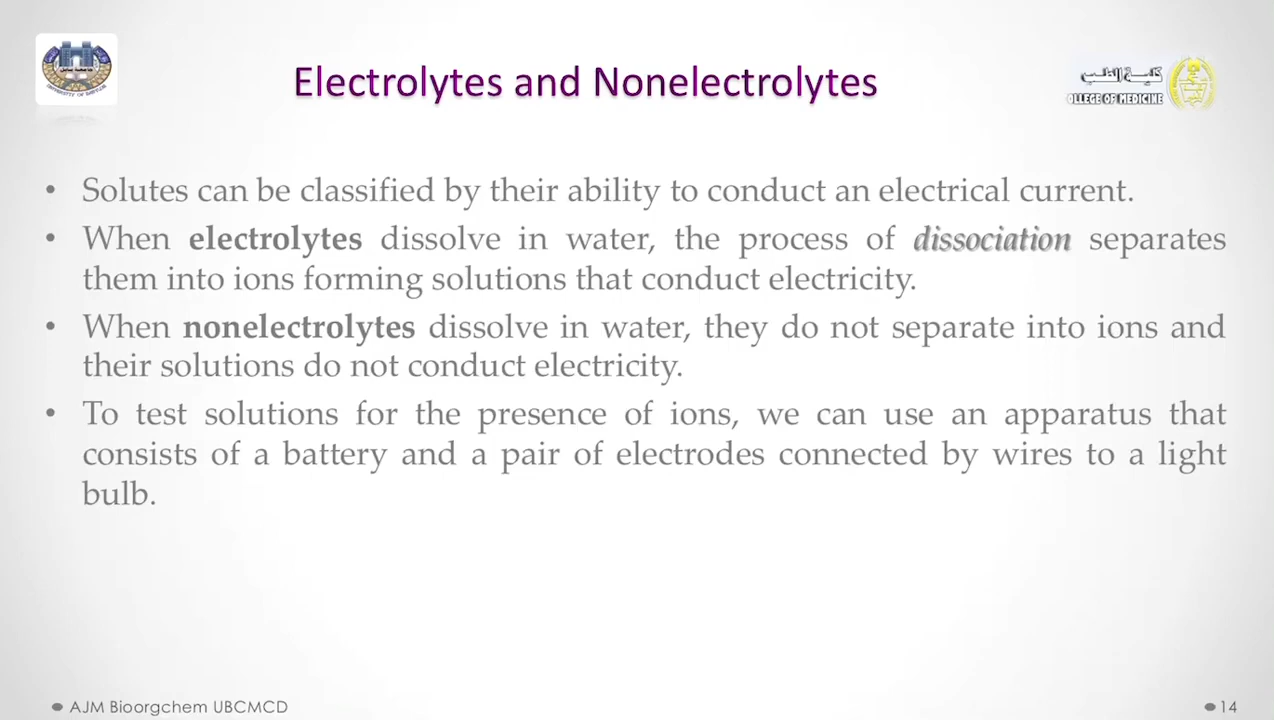 Electrolytes and Nonelectrolytes
كلية الطب
OLLEGE OF MEDICINE
UNIVERSITY OF BABYLON
• Solutes can be classified by their ability to conduct an electrical current.
• When electrolytes dissolve in water, the process of dissociation separates
them into ions forming solutions that conduct electricity.
• When nonelectrolytes dissolve in water, they do not separate into ions and
their solutions do not conduct electricity.
• To test solutions for the presence of ions, we can use an apparatus that
consists of a battery and a pair of electrodes connected by wires to a light
bulb.
AJM Bioorgchem UBCMCD
14